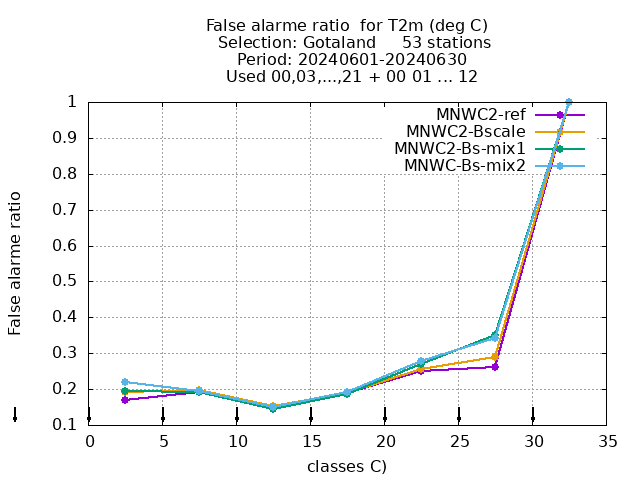 False alarme ratio  for T2m (deg C)
Selection: Gotaland     53 stations
Period: 20240601-20240630
Used 00,03,...,21 + 00 01 ... 12
MNWC2-ref
MNWC2-Bscale
MNWC2-Bs-mix1
MNWC-Bs-mix2
False alarme ratio
1
0.9
0.8
0.7
0.6
0.5
0.4
0.3
0.2
0.1
0 5 10 15 20 25 30 35
classes C)